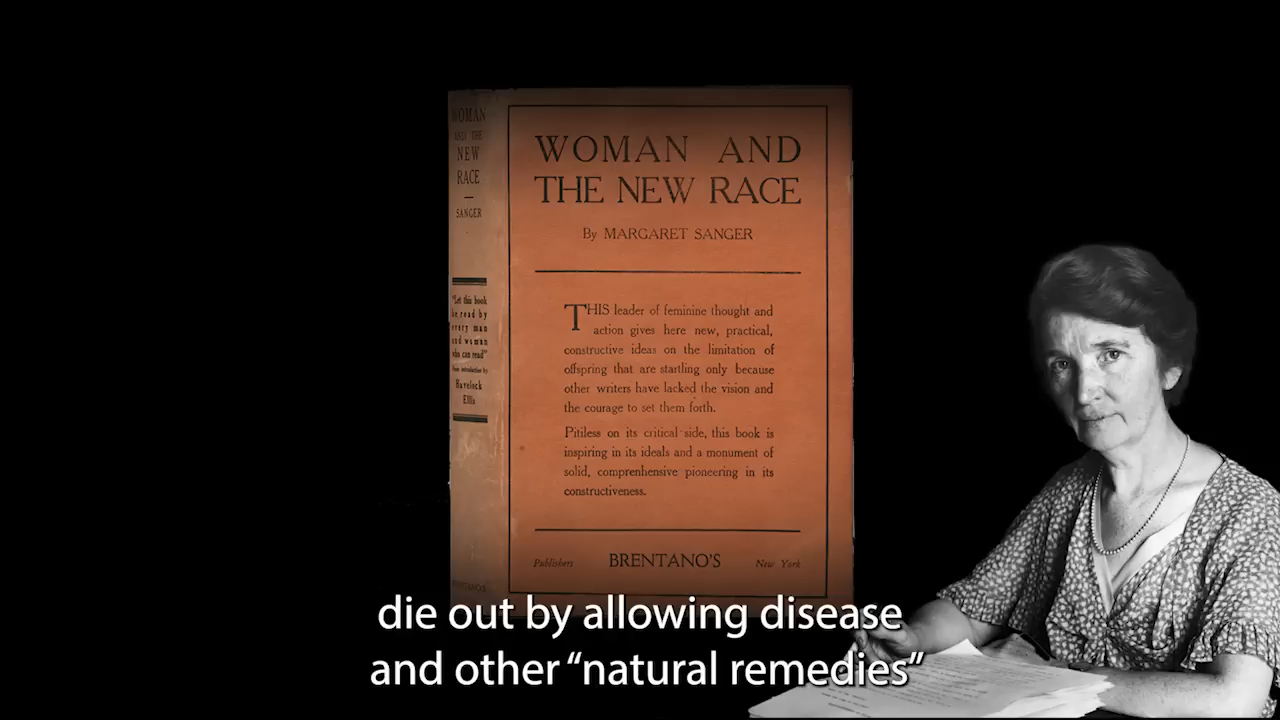 WOMAN
AND THE
NEW
RACE
SANGER
"Let this book
be read by
every man
and woman
who can read"
from introduction by
Havelock
Ellis
BRENTANO'S
WOMAN AND
THE NEW RACE
By MARGARET SANGER
THIS leader of feminine thought and
action gives here new, practical,
constructive ideas on the limitation of
offspring that are startling only because
other writers have lacked the vision and
the courage to set them forth.
Pitiless on its critical side, this book is
inspiring in its ideals and a monument of
solid, comprenhensive pioneering in its
constructiveness.
Publishers BRENTANO'S New York
die out by allowing disease
and other “natural remedies”